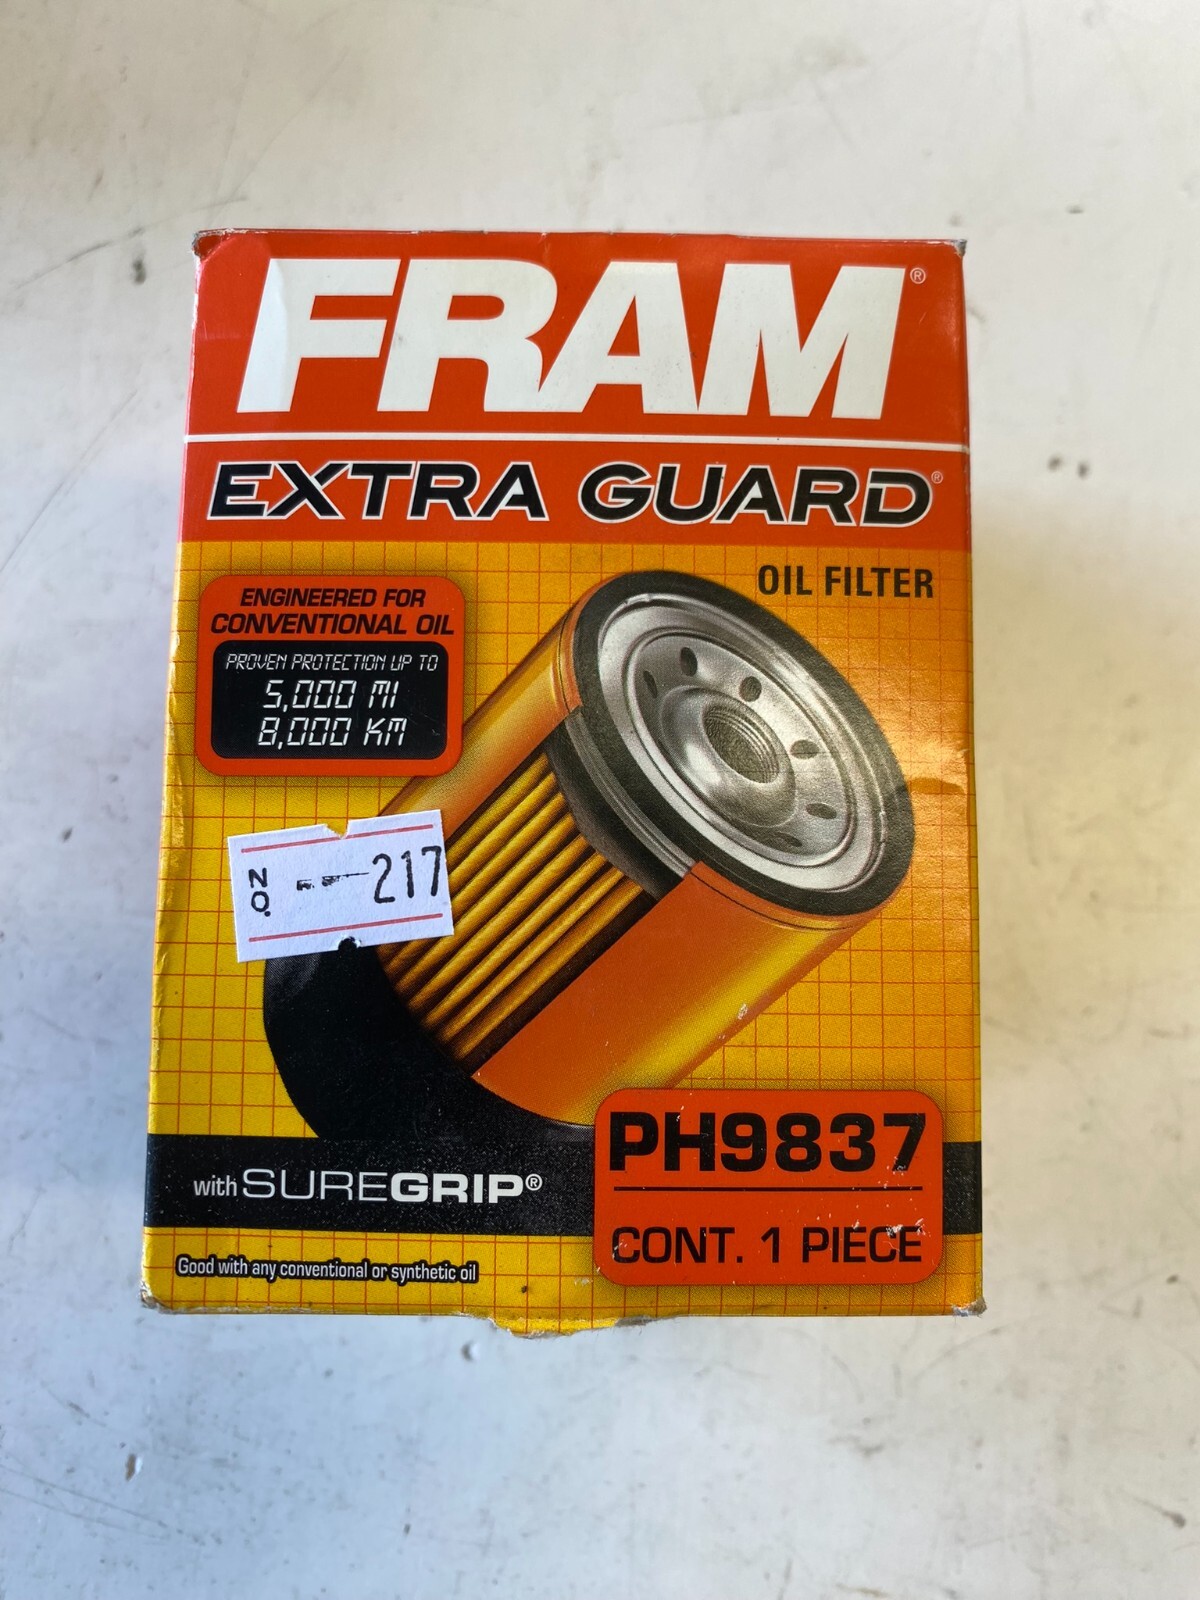 FRAM®
EXTRA GUARD®
OIL FILTER
ENGINEERED FOR
CONVENTIONAL OIL
PROVEN PROTECTION UP TO
5,000 MI
8,000 KM
NO. 217
PH9837
CONT. 1 PIECE
with SUREGRIP®
Good with any conventional or synthetic oil